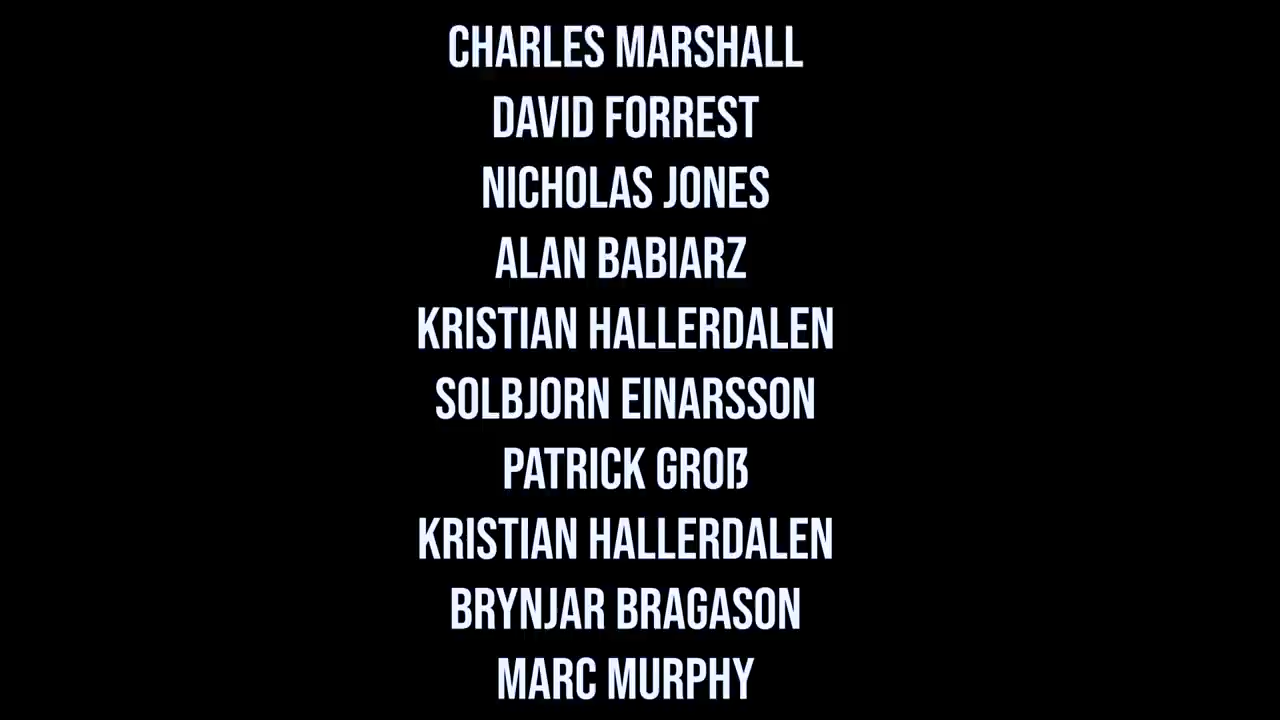 CHARLES MARSHALL
DAVID FORREST
NICHOLAS JONES
ALAN BABIARZ
KRISTIAN HALLERDALEN
SOLBJORN EINARSSON
PATRICK GROß
KRISTIAN HALLERDALEN
BRYNJAR BRAGASON
MARC MURPHY